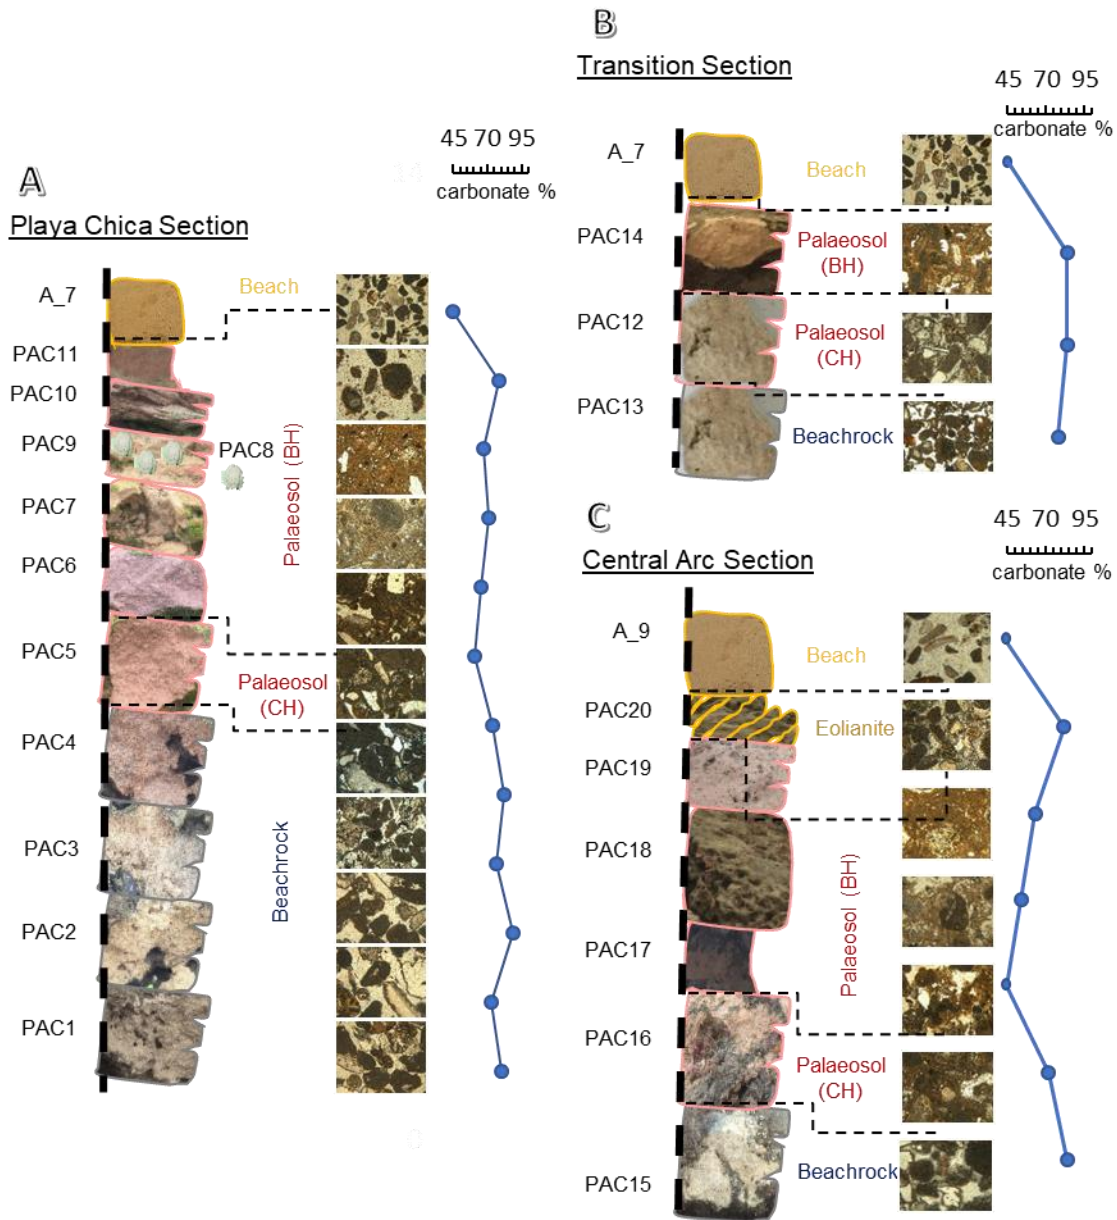 A
Playa Chica Section
45 70 95
carbonate %
A_7
Beach
PAC11
PAC10
PAC9
PAC8
PAC7
Palaeosol (BH)
PAC6
PAC5
Palaeosol
(CH)
PAC4
PAC3
Beachrock
PAC2
PAC1
14
0
B
Transition Section
45 70 95
carbonate %
A_7
Beach
PAC14
Palaeosol
(BH)
PAC12
Palaeosol
(CH)
PAC13
Beachrock
C
Central Arc Section
45 70 95
carbonate %
A_9
Beach
PAC20
Eolianite
PAC19
PAC18
Palaeosol (BH)
PAC17
PAC16
Palaeosol
(CH)
Beachrock
PAC15